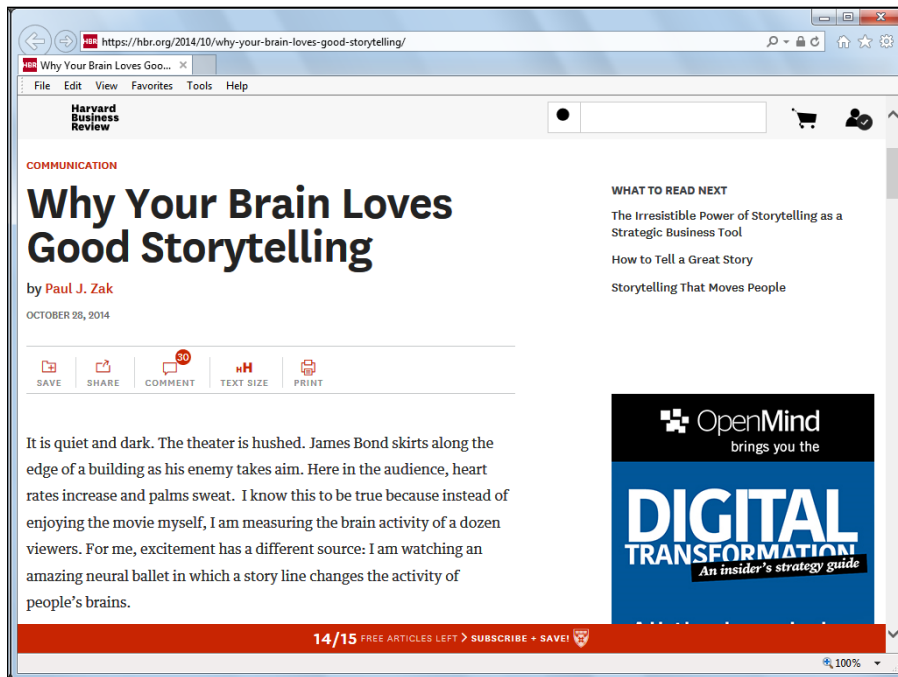 https://hbr.org/2014/10/why-your-brain-loves-good-storytelling/
Why Your Brain Loves Goo...
File Edit View Favorites Tools Help
Harvard
Business
Review
COMMUNICATION
Why Your Brain Loves
Good Storytelling
by Paul J. Zak
OCTOBER 28, 2014
30
SAVE SHARE COMMENT TEXT SIZE PRINT
It is quiet and dark. The theater is hushed. James Bond skirts along the
edge of a building as his enemy takes aim. Here in the audience, heart
rates increase and palms sweat. I know this to be true because instead of
enjoying the movie myself, I am measuring the brain activity of a dozen
viewers. For me, excitement has a different source: I am watching an
amazing neural ballet in which a story line changes the activity of
people's brains.
WHAT TO READ NEXT
The Irresistible Power of Storytelling as a
Strategic Business Tool
How to Tell a Great Story
Storytelling That Moves People
OpenMind
brings you the
DIGITAL
TRANSFORMATION
An insider's strategy guide
14/15 FREE ARTICLES LEFT > SUBSCRIBE + SAVE!
100%